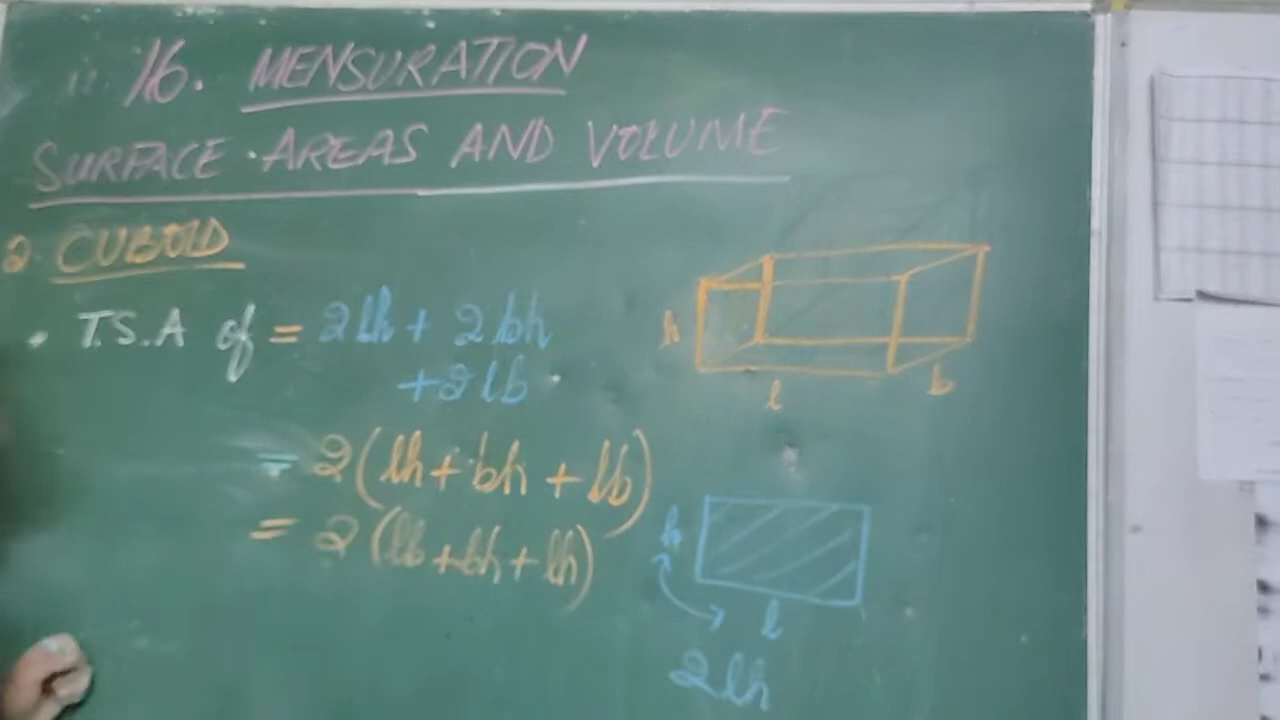 16. MENSURATION
SURFACE AREAS AND VOLUME
2. CUBOID
• T.S.A of = 2lh + 2bh
+2lb
= 2(lh + bh + lb)
= 2(lb + bh + lh)
h
l
b
h
l
2lh